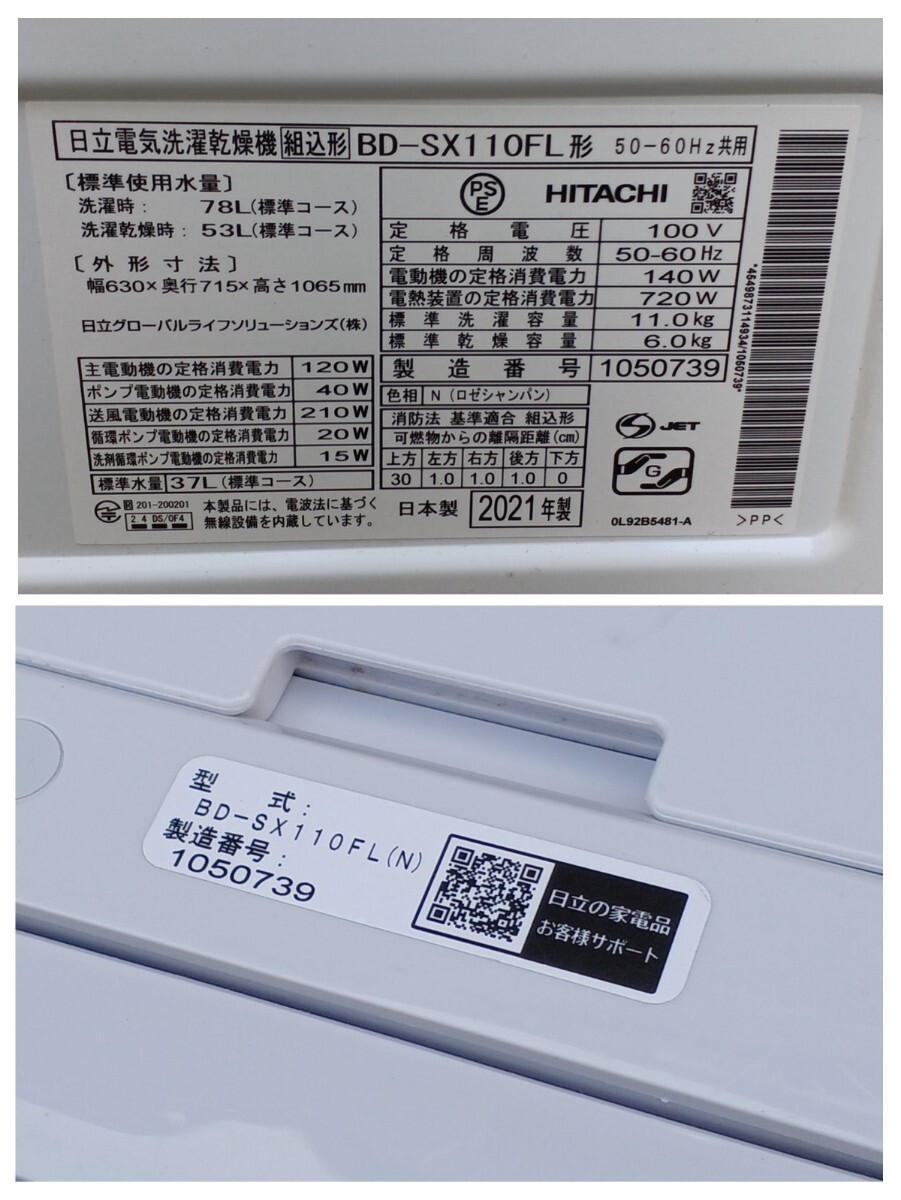 日立電気洗濯乾燥機 組込形 BD-SX110FL形 50-60Hz共用
〔標準使用水量〕
洗濯時: 78L(標準コース)
洗濯乾燥時: 53L(標準コース)
〔外形寸法〕
幅630×奥行715×高さ1065mm
日立グローバルライフソリューションズ(株)
主電動機の定格消費電力 120W
ポンプ電動機の定格消費電力 40W
送風電動機の定格消費電力 210W
循環ポンプ電動機の定格消費電力 20W
洗剤循環ポンプ電動機の定格消費電力 15W
標準水量 37L(標準コース)
R 201-200201
2.4 DS/OF4
本製品には、電波法に基づく
無線設備を内蔵しています。
PS E HITACHI
定格電圧 100V
定格周波数 50-60Hz
電動機の定格消費電力 140W
電熱装置の定格消費電力 720W
標準洗濯容量 11.0kg
標準乾燥容量 6.0kg
製造番号 1050739
色相 N(ロゼシャンパン)
消防法 基準適合 組込形
可燃物からの離隔距離(cm)
上方 左方 右方 後方 下方
30 1.0 1.0 1.0 0
日本製 2021年製
S JET
G
0L92B5481-A
*4549873114934/1050739*
>PP<
型式:
BD-SX110FL(N)
製造番号:
1050739
日立の家電品
お客様サポート